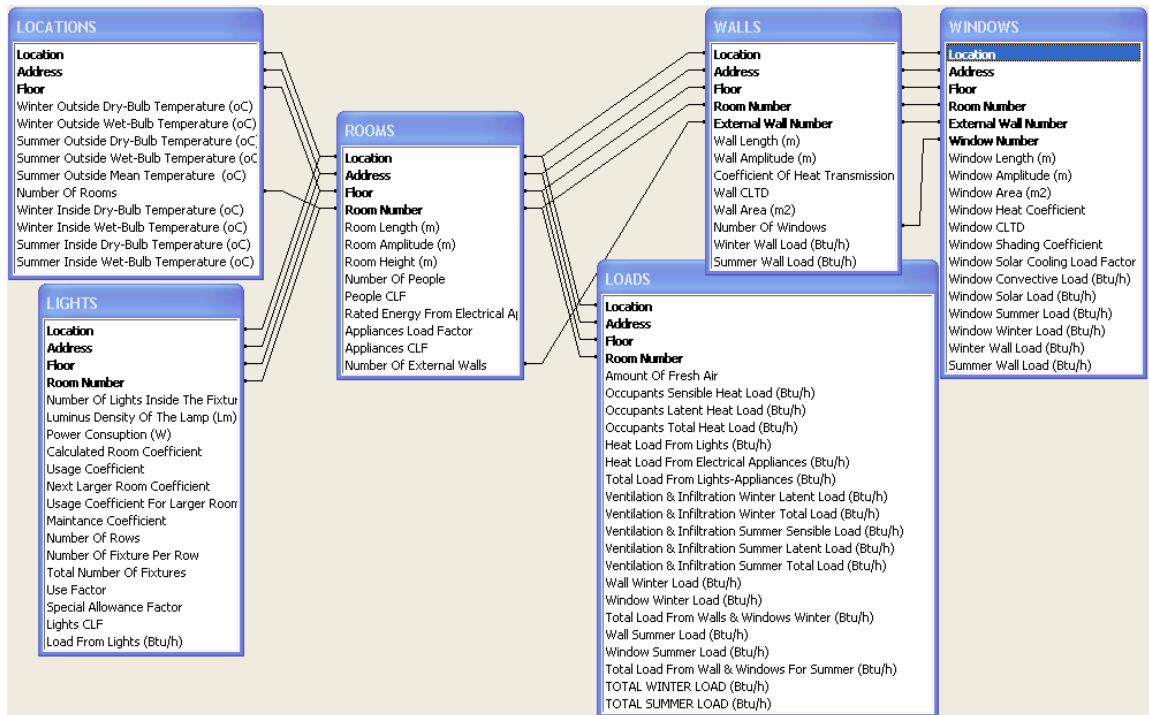 LOCATIONS
Location
Address
Floor
Winter Outside Dry-Bulb Temperature (oC)
Winter Outside Wet-Bulb Temperature (oC)
Summer Outside Dry-Bulb Temperature (oC
Summer Outside Wet-Bulb Temperature (oC
Summer Outside Mean Temperature (oC)
Number Of Rooms
Winter Inside Dry-Bulb Temperature (oC)
Winter Inside Wet-Bulb Temperature (oC)
Summer Inside Dry-Bulb Temperature (oC)
Summer Inside Wet-Bulb Temperature (oC)
LIGHTS
Location
Address
Floor
Room Number
Number Of Lights Inside The Fixtur
Luminus Density Of The Lamp (Lm)
Power Consuption (W)
Calculated Room Coefficient
Usage Coefficient
Next Larger Room Coefficient
Usage Coefficient For Larger Room
Maintance Coefficient
Number Of Rows
Number Of Fixture Per Row
Total Number Of Fixtures
Use Factor
Special Allowance Factor
Lights CLF
Load From Lights (Btu/h)
ROOMS
Location
Address
Floor
Room Number
Room Length (m)
Room Amplitude (m)
Room Height (m)
Number Of People
People CLF
Rated Energy From Electrical Ap
Appliances Load Factor
Appliances CLF
Number Of External Walls
WALLS
Location
Address
Floor
Room Number
External Wall Number
Wall Length (m)
Wall Amplitude (m)
Coefficient Of Heat Transmission
Wall CLTD
Wall Area (m2)
Number Of Windows
Winter Wall Load (Btu/h)
Summer Wall Load (Btu/h)
LOADS
Location
Address
Floor
Room Number
Amount Of Fresh Air
Occupants Sensible Heat Load (Btu/h)
Occupants Latent Heat Load (Btu/h)
Occupants Total Heat Load (Btu/h)
Heat Load From Lights (Btu/h)
Heat Load From Electrical Appliances (Btu/h)
Total Load From Lights-Appliances (Btu/h)
Ventilation & Infiltration Winter Latent Load (Btu/h)
Ventilation & Infiltration Winter Total Load (Btu/h)
Ventilation & Infiltration Summer Sensible Load (Btu/h)
Ventilation & Infiltration Summer Latent Load (Btu/h)
Ventilation & Infiltration Summer Total Load (Btu/h)
Wall Winter Load (Btu/h)
Window Winter Load (Btu/h)
Total Load From Walls & Windows Winter (Btu/h)
Wall Summer Load (Btu/h)
Window Summer Load (Btu/h)
Total Load From Wall & Windows For Summer (Btu/h)
TOTAL WINTER LOAD (Btu/h)
TOTAL SUMMER LOAD (Btu/h)
WINDOWS
Location
Address
Floor
Room Number
External Wall Number
Window Number
Window Length (m)
Window Amplitude (m)
Window Area (m2)
Window Heat Coefficient
Window CLTD
Window Shading Coefficient
Window Solar Cooling Load Factor
Window Convective Load (Btu/h)
Window Solar Load (Btu/h)
Window Summer Load (Btu/h)
Window Winter Load (Btu/h)
Winter Wall Load (Btu/h)
Summer Wall Load (Btu/h)